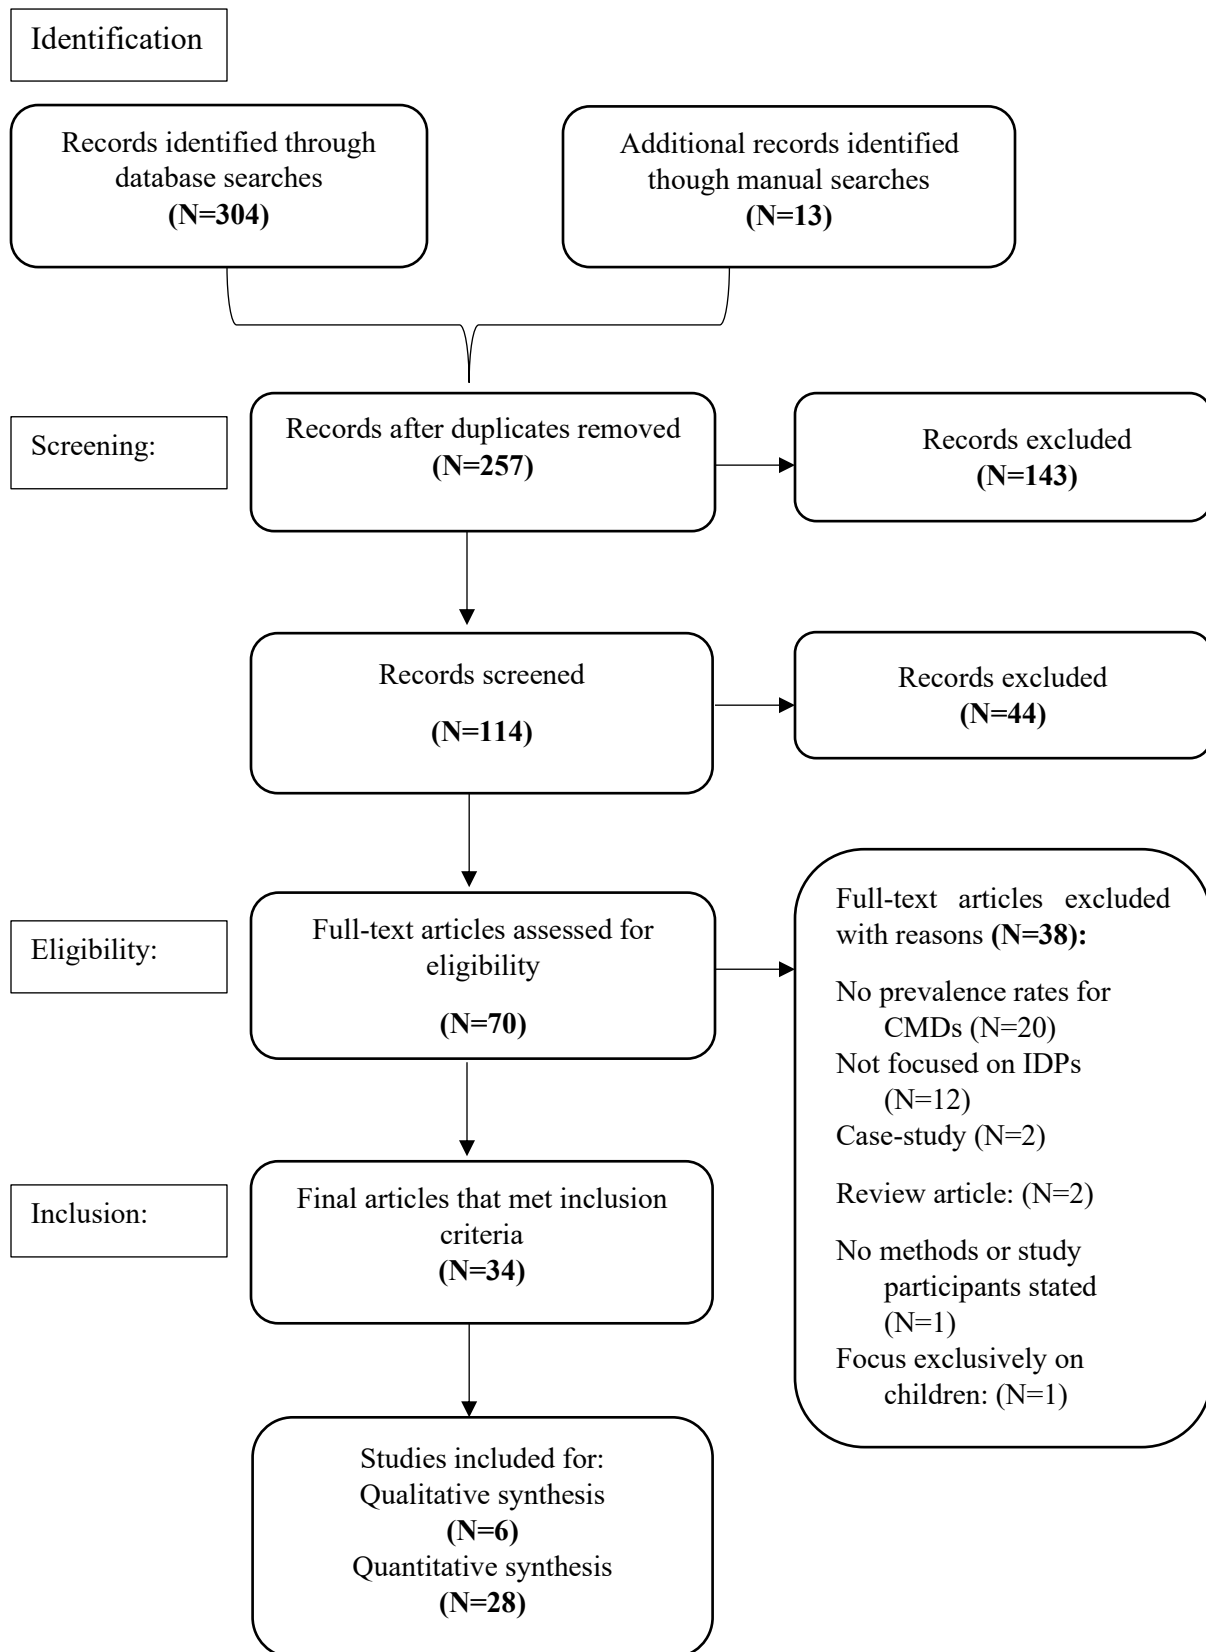 Identification
Records identified through
database searches
(N=304)
Additional records identified
though manual searches
(N=13)
Screening:
Records after duplicates removed
(N=257)
Records excluded
(N=143)
Records screened
(N=114)
Records excluded
(N=44)
Eligibility:
Full-text articles assessed for
eligibility
(N=70)
Full-text articles excluded
with reasons (N=38):
No prevalence rates for
CMDs (N=20)
Not focused on IDPs
(N=12)
Case-study (N=2)
Review article: (N=2)
No methods or study
participants stated
(N=1)
Focus exclusively on
children: (N=1)
Inclusion:
Final articles that met inclusion
criteria
(N=34)
Studies included for:
Qualitative synthesis
(N=6)
Quantitative synthesis
(N=28)